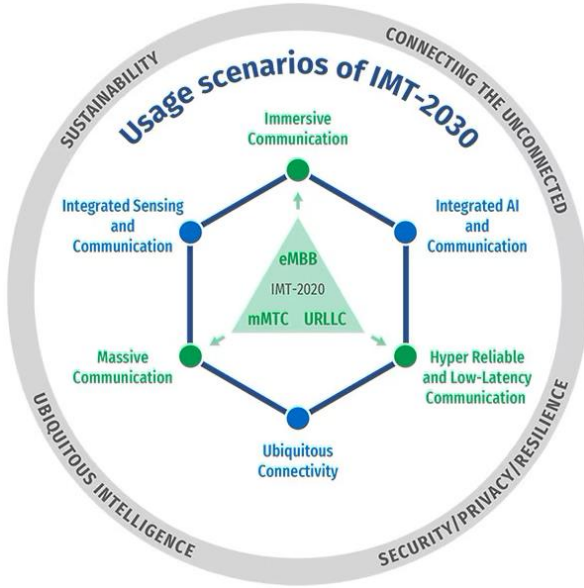 SUSTAINABILITY
CONNECTING THE UNCONNECTED
Usage scenarios of IMT-2030
Immersive
Communication
Integrated Sensing
and
Communication
Integrated AI
and
Communication
eMBB
IMT-2020
mMTC URLLC
Massive
Communication
Hyper Reliable
and Low-Latency
Communication
Ubiquitous
Connectivity
UBIQUITOUS INTELLIGENCE
SECURITY/PRIVACY/RESILIENCE